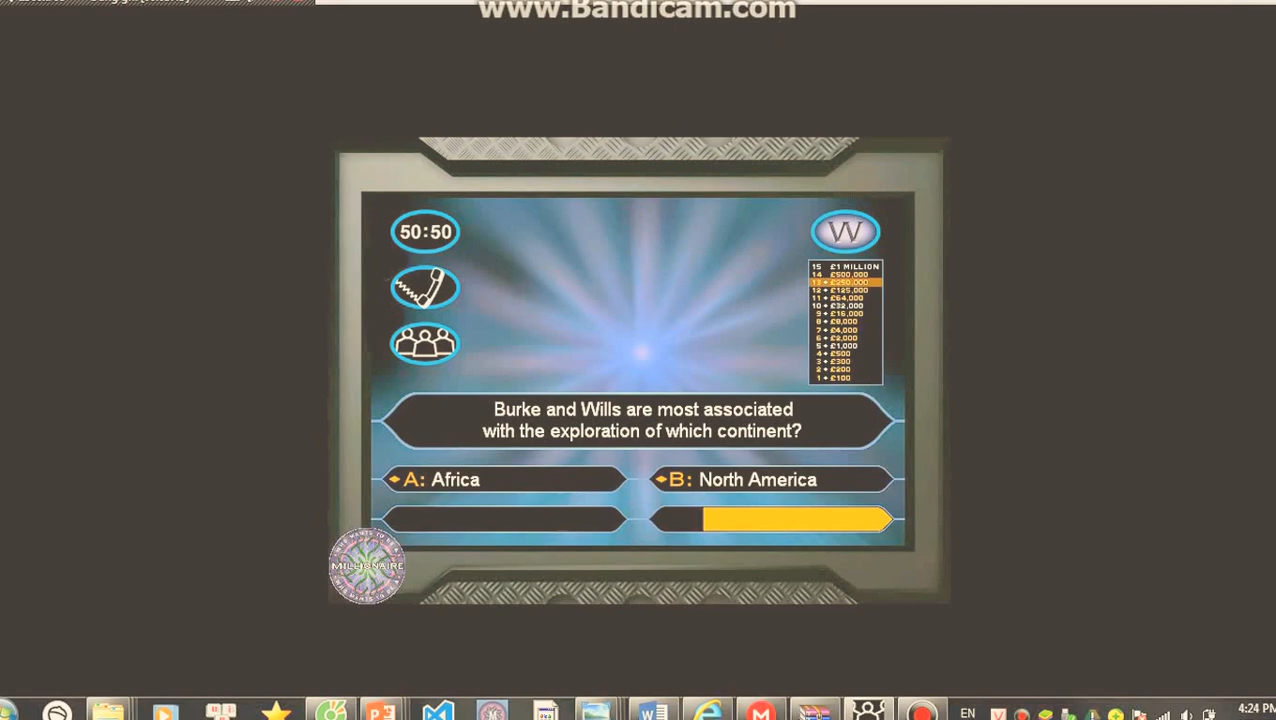 www.Bandicam.com
50:50
W
15 £1 MILLION
14 £500,000
13 £250,000
12 £125,000
11 £64,000
10 £32,000
9 £16,000
8 £8,000
7 £4,000
6 £2,000
5 £1,000
4 £500
3 £300
2 £200
1 £100
Burke and Wills are most associated
with the exploration of which continent?
A: Africa
B: North America
MILLIONAIRE
EN
4:24 PM